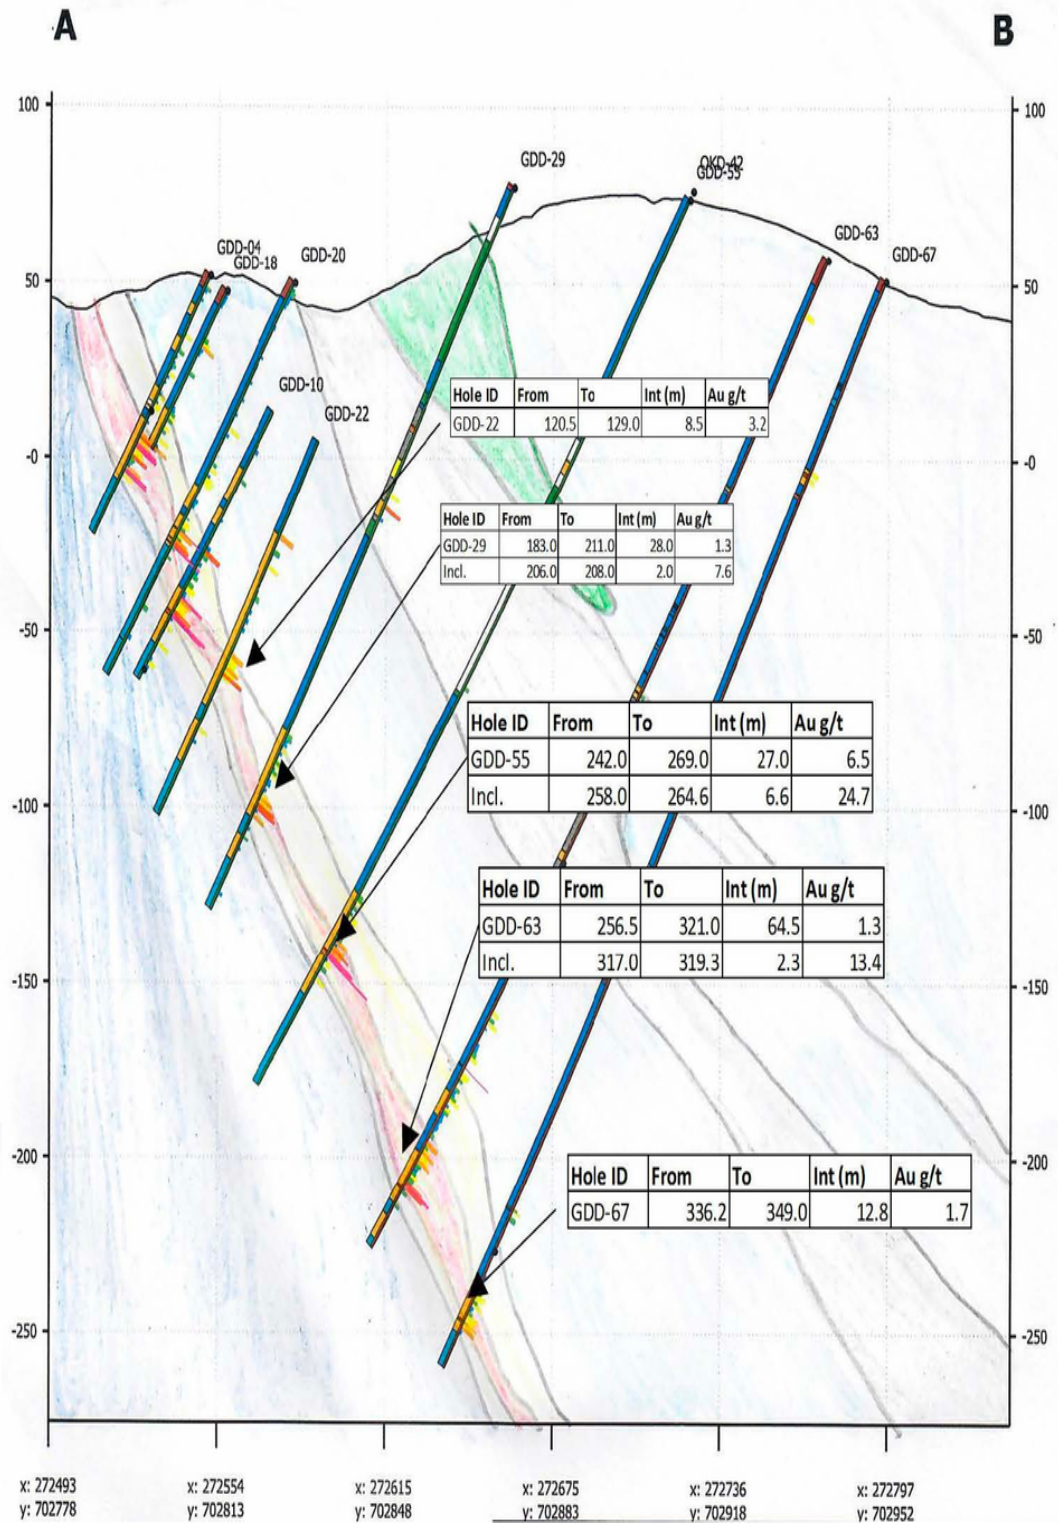 A
B
100
100
GDD-29
OKD-42
GDD-55
GDD-63
GDD-67
GDD-04
GDD-18
GDD-20
50
50
GDD-10
GDD-22
Hole ID From To Int (m) Au g/t
GDD-22 120.5 129.0 8.5 3.2
-0
-0
Hole ID From To Int (m) Au g/t
GDD-29 183.0 211.0 28.0 1.3
Incl. 206.0 208.0 2.0 7.6
-50
-50
Hole ID From To Int (m) Au g/t
GDD-55 242.0 269.0 27.0 6.5
Incl. 258.0 264.6 6.6 24.7
-100
-100
Hole ID From To Int (m) Au g/t
GDD-63 256.5 321.0 64.5 1.3
Incl. 317.0 319.3 2.3 13.4
-150
-150
-200
-200
Hole ID From To Int (m) Au g/t
GDD-67 336.2 349.0 12.8 1.7
-250
-250
x: 272493 x: 272554 x: 272615 x: 272675 x: 272736 x: 272797
y: 702778 y: 702813 y: 702848 y: 702883 y: 702918 y: 702952